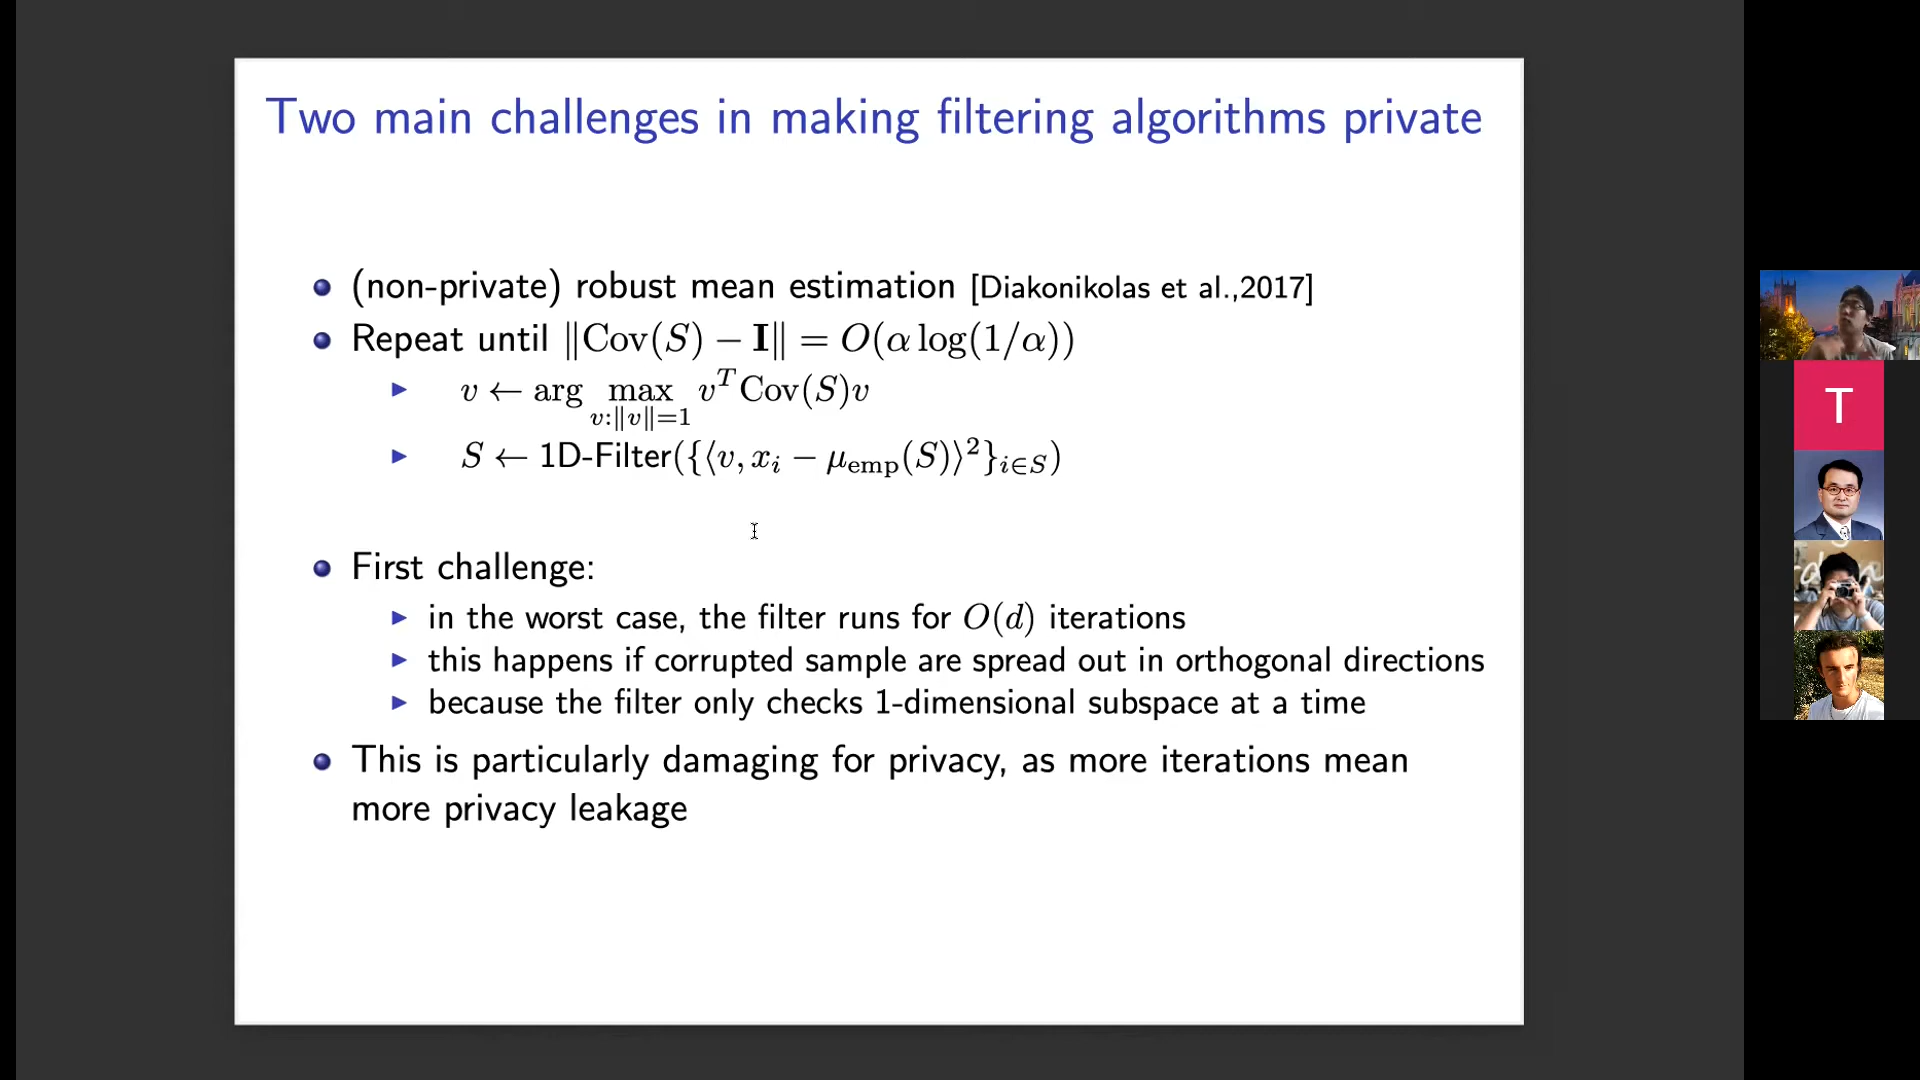 Two main challenges in making filtering algorithms private
(non-private) robust mean estimation [Diakonikolas et al.,2017]
Repeat until ‖Cov(S) − I‖ = O(α log(1/α))
v ← arg max_{v:‖v‖=1} v^T Cov(S)v
S ← 1D-Filter({⟨v, x_i − μ_emp(S)⟩^2}_{i∈S})
First challenge:
in the worst case, the filter runs for O(d) iterations
this happens if corrupted sample are spread out in orthogonal directions
because the filter only checks 1-dimensional subspace at a time
This is particularly damaging for privacy, as more iterations mean
more privacy leakage
T